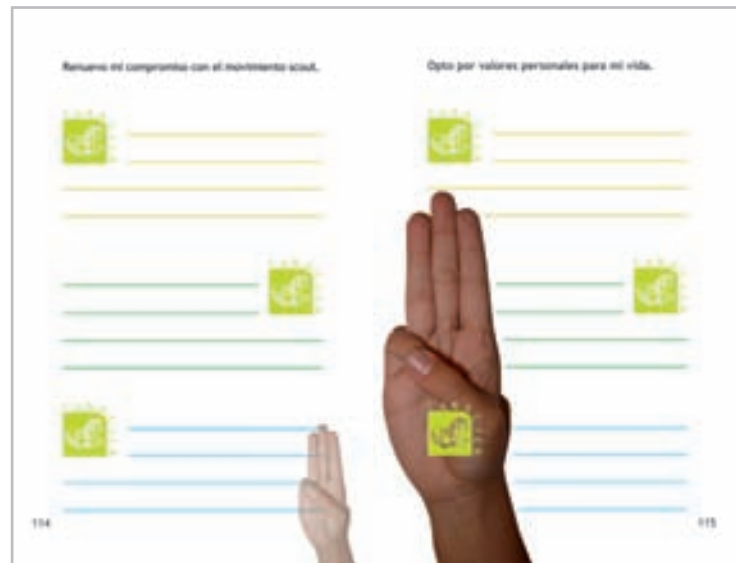 Renuevo mi compromiso con el movimiento scout.
Opto por valores personales para mi vida.
114
115